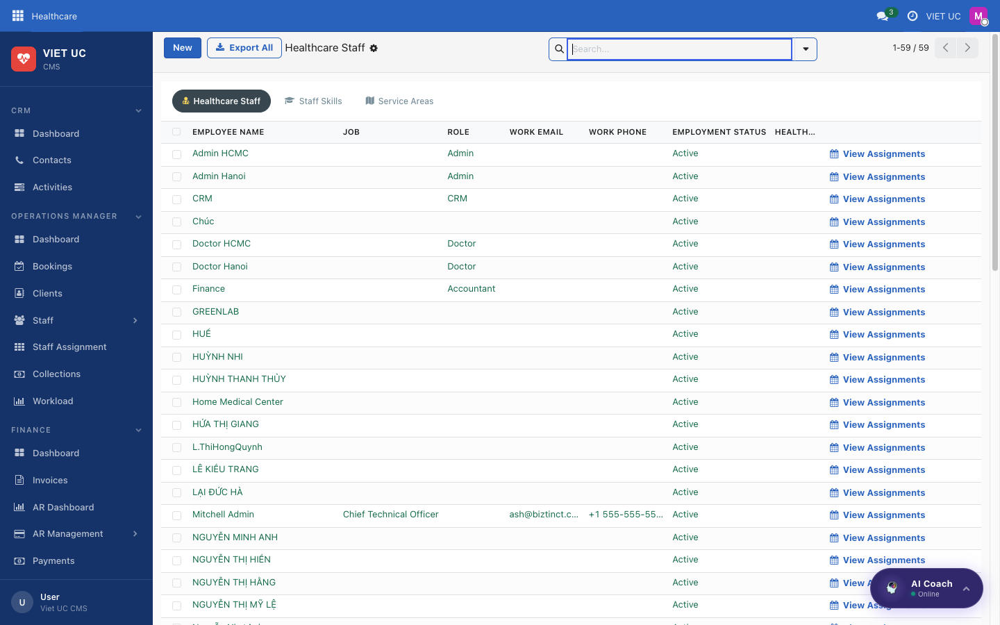 Healthcare
3
VIET UC
M
VIET UC
CMS
CRM
Dashboard
Contacts
Activities
OPERATIONS MANAGER
Dashboard
Bookings
Clients
Staff
Staff Assignment
Collections
Workload
FINANCE
Dashboard
Invoices
AR Dashboard
AR Management
Payments
U
User
Viet UC CMS
New
Export All
Healthcare Staff
Search...
1-59 / 59
Healthcare Staff
Staff Skills
Service Areas
EMPLOYEE NAME JOB ROLE WORK EMAIL WORK PHONE EMPLOYMENT STATUS HEALTH...
Admin HCMC Admin Active View Assignments
Admin Hanoi Admin Active View Assignments
CRM CRM Active View Assignments
Chúc Active View Assignments
Doctor HCMC Doctor Active View Assignments
Doctor Hanoi Doctor Active View Assignments
Finance Accountant Active View Assignments
GREENLAB Active View Assignments
HUẾ Active View Assignments
HUỲNH NHI Active View Assignments
HUỲNH THANH THỦY Active View Assignments
Home Medical Center Active View Assignments
HỨA THỊ GIANG Active View Assignments
L.ThiHongQuynh Active View Assignments
LÊ KIỀU TRANG Active View Assignments
LẠI ĐỨC HÀ Active View Assignments
Mitchell Admin Chief Technical Officer ash@biztinct.c... +1 555-555-55... Active View Assignments
NGUYỄN MINH ANH Active View Assignments
NGUYỄN THỊ HIỀN Active View Assignments
NGUYỄN THỊ HẰNG Active View
NGUYỄN THỊ MỸ LỆ Active View
AI Coach
Online